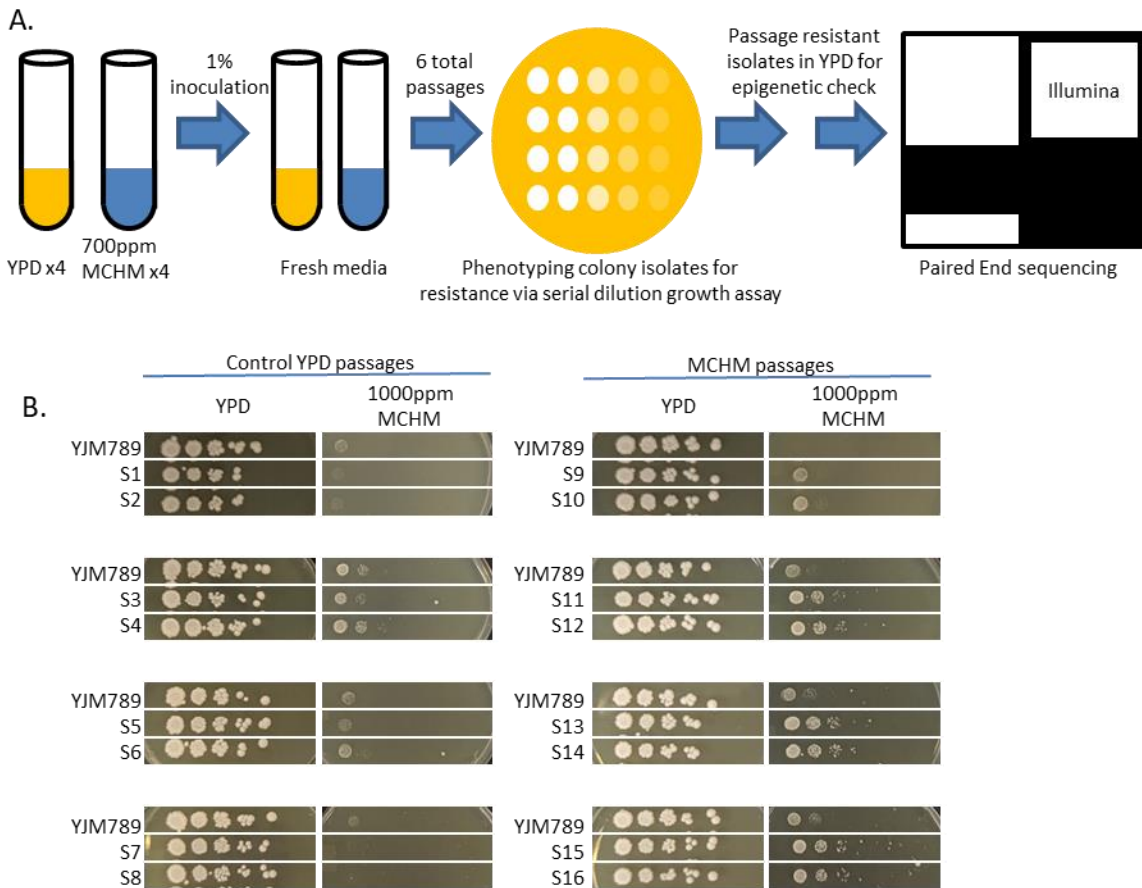 A.
1%
inoculation
6 total
passages
Passage resistant
isolates in YPD for
epigenetic check
Illumina
YPD x4
700ppm
MCHM x4
Fresh media
Phenotyping colony isolates for
resistance via serial dilution growth assay
Paired End sequencing
B.
Control YPD passages
YPD
1000ppm
MCHM
YJM789
S1
S2
YJM789
S3
S4
YJM789
S5
S6
YJM789
S7
S8
MCHM passages
YPD
1000ppm
MCHM
YJM789
S9
S10
YJM789
S11
S12
YJM789
S13
S14
YJM789
S15
S16